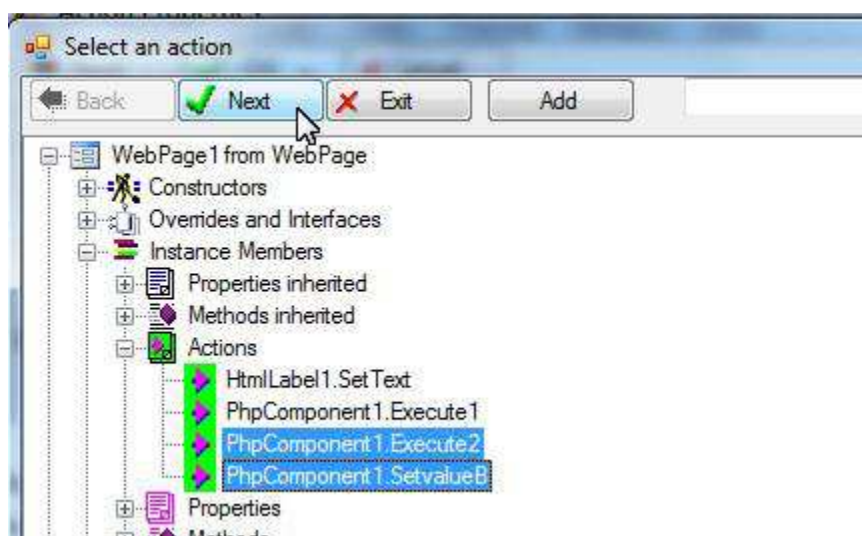 Select an action
Back Next Exit Add
WebPage1 from WebPage
Constructors
Overrides and Interfaces
Instance Members
Properties inherited
Methods inherited
Actions
HtmlLabel1.SetText
PhpComponent1.Execute1
PhpComponent1.Execute2
PhpComponent1.SetvalueB
Properties
Methods